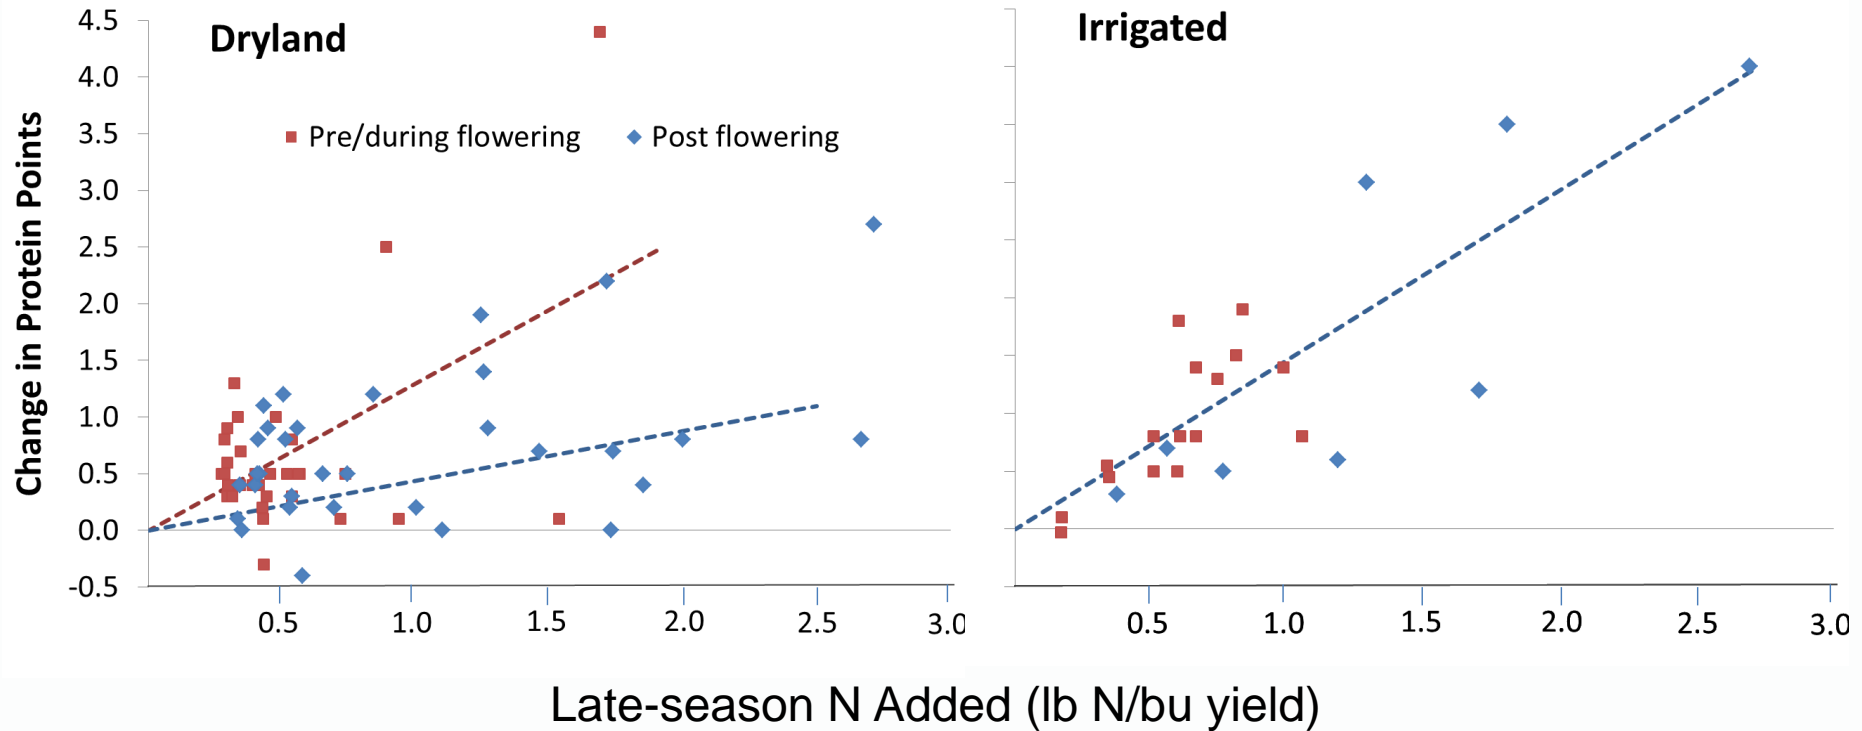 Dryland
Irrigated
4.5
4.0
3.5
3.0
2.5
2.0
1.5
1.0
0.5
0.0
-0.5
Change in Protein Points
Pre/during flowering
Post flowering
0.5 1.0 1.5 2.0 2.5 3.0
0.5 1.0 1.5 2.0 2.5 3.0
Late-season N Added (lb N/bu yield)